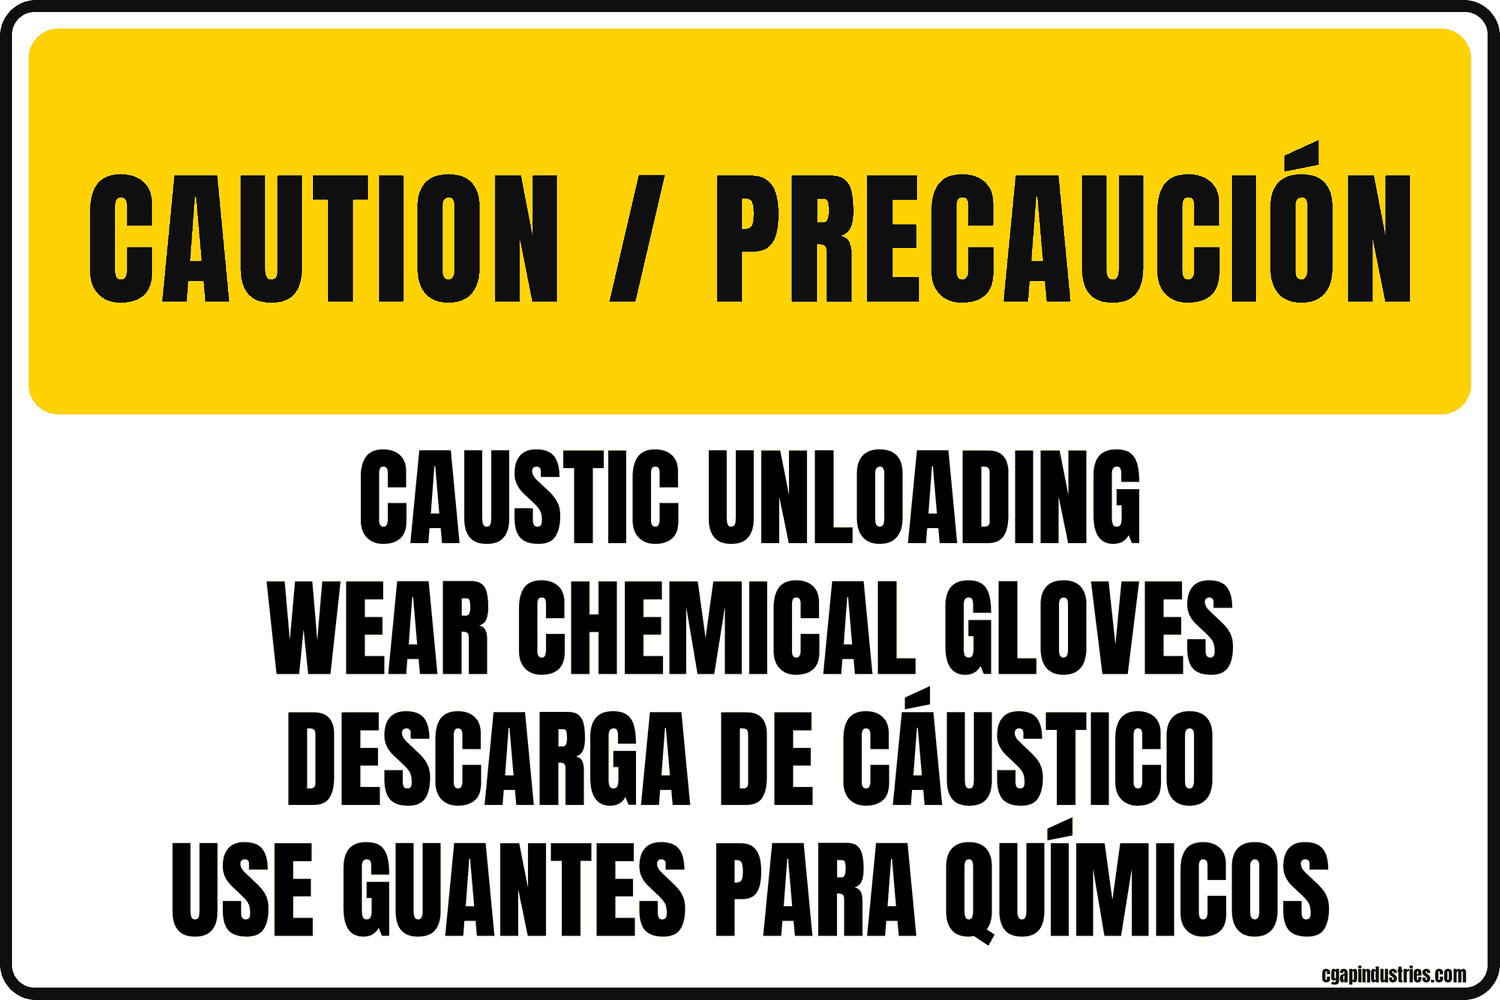 CAUTION / PRECAUCIÓN
CAUSTIC UNLOADING
WEAR CHEMICAL GLOVES
DESCARGA DE CÁUSTICO
USE GUANTES PARA QUÍMICOS
cgapindustries.com